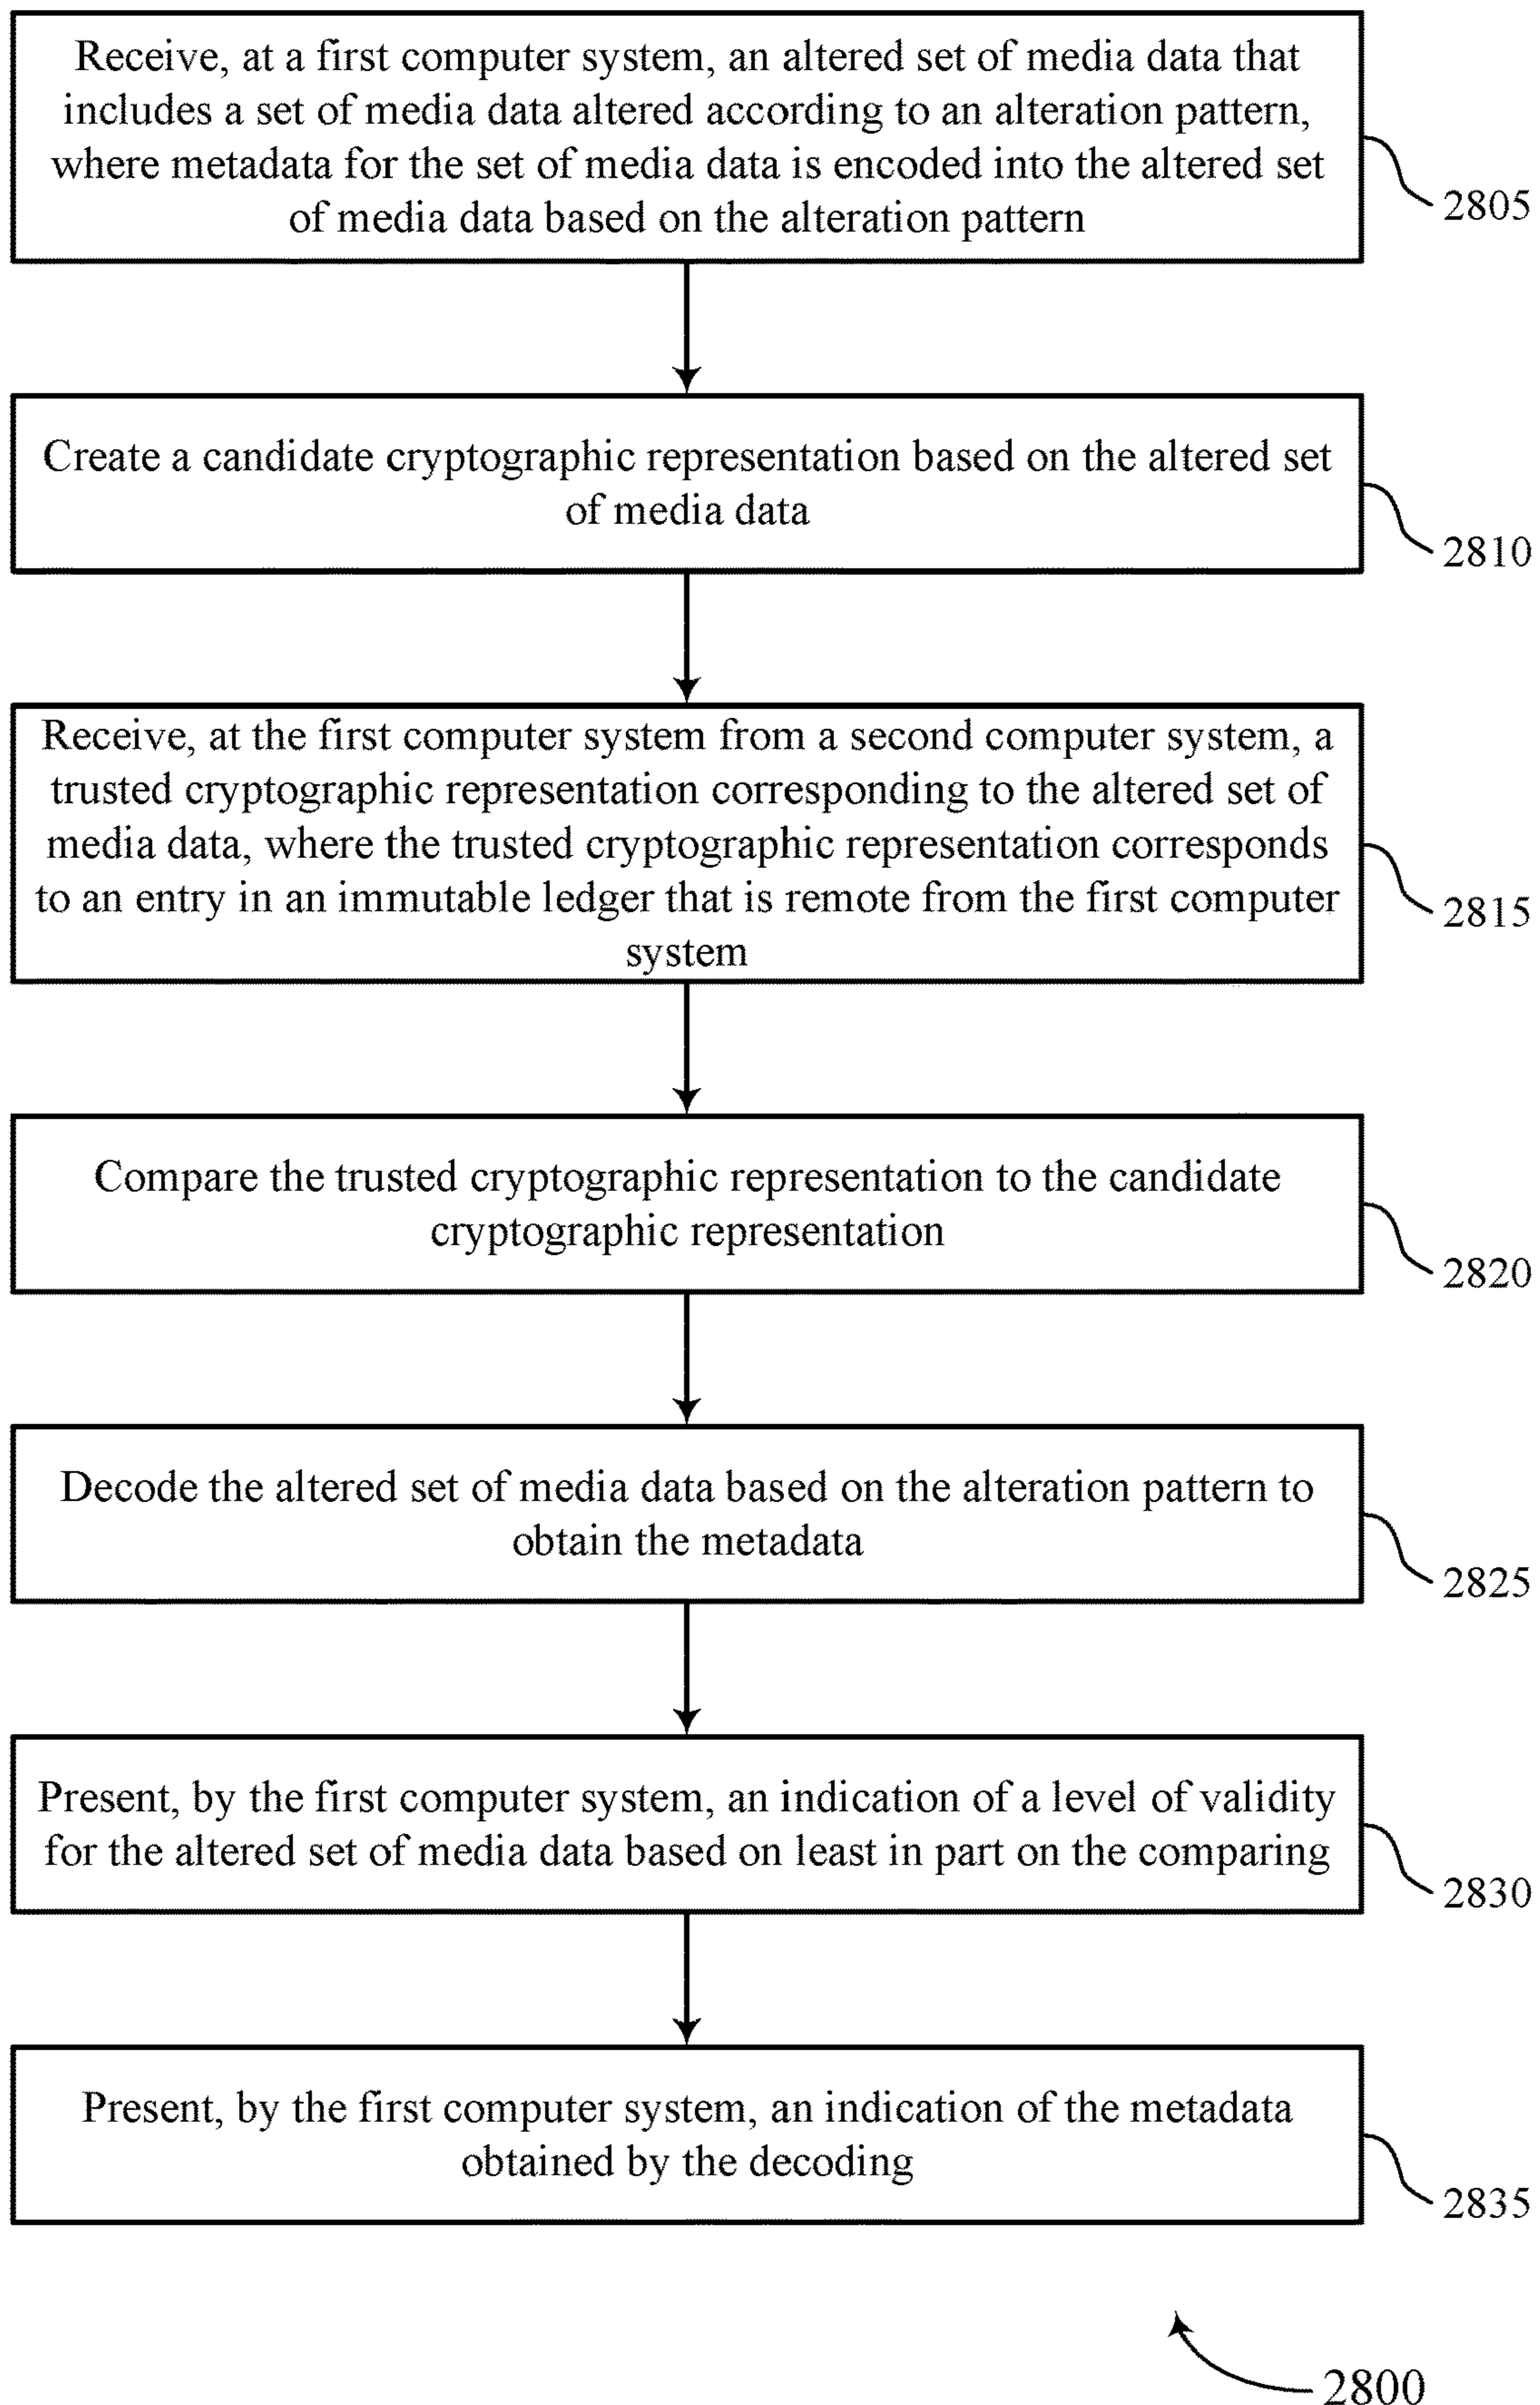 Receive, at a first computer system, an altered set of media data that
includes a set of media data altered according to an alteration pattern,
where metadata for the set of media data is encoded into the altered set
of media data based on the alteration pattern
2805
Create a candidate cryptographic representation based on the altered set
of media data
2810
Receive, at the first computer system from a second computer system, a
trusted cryptographic representation corresponding to the altered set of
media data, where the trusted cryptographic representation corresponds
to an entry in an immutable ledger that is remote from the first computer
system
2815
Compare the trusted cryptographic representation to the candidate
cryptographic representation
2820
Decode the altered set of media data based on the alteration pattern to
obtain the metadata
2825
Present, by the first computer system, an indication of a level of validity
for the altered set of media data based on least in part on the comparing
2830
Present, by the first computer system, an indication of the metadata
obtained by the decoding
2835
2800